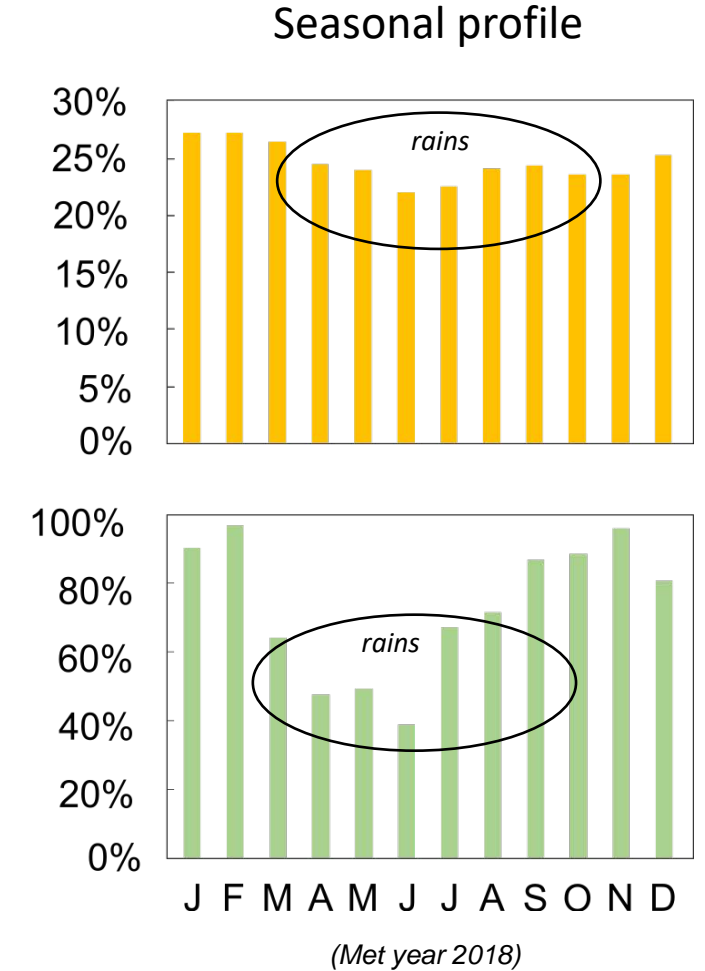 Seasonal profile
30%
rains
25%
20%
15%
10%
5%
0%
100%
80%
rains
60%
40%
20%
0%
J F M A M J J A S O N D
(Met year 2018)